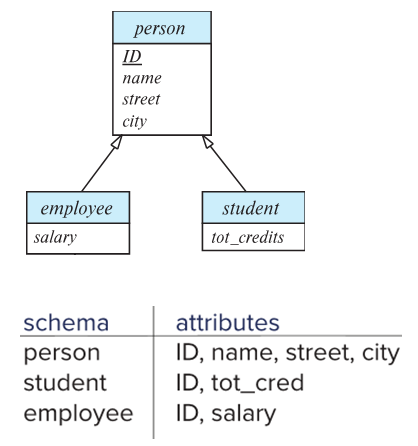 person
ID
name
street
city
employee
salary
student
tot_credits
schema attributes
person ID, name, street, city
student ID, tot_cred
employee ID, salary